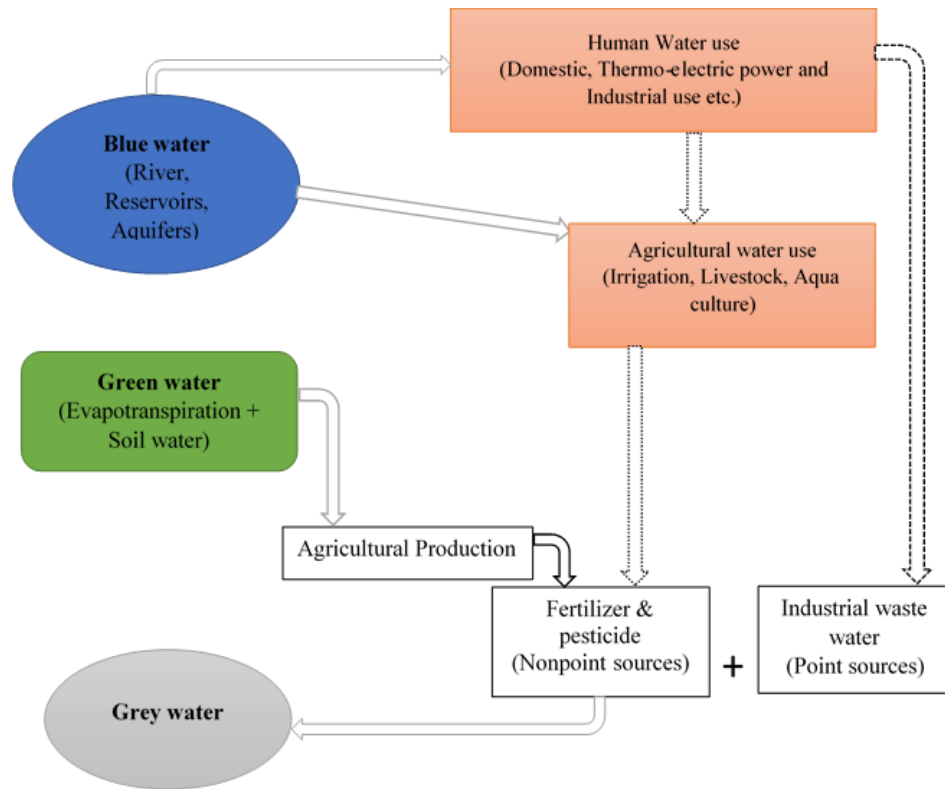 Human Water use
(Domestic, Thermo-electric power and
Industrial use etc.)
Blue water
(River,
Reservoirs,
Aquifers)
Agricultural water use
(Irrigation, Livestock, Aqua
culture)
Green water
(Evapotranspiration +
Soil water)
Agricultural Production
Fertilizer &
pesticide
(Nonpoint sources)
+
Industrial waste
water
(Point sources)
Grey water